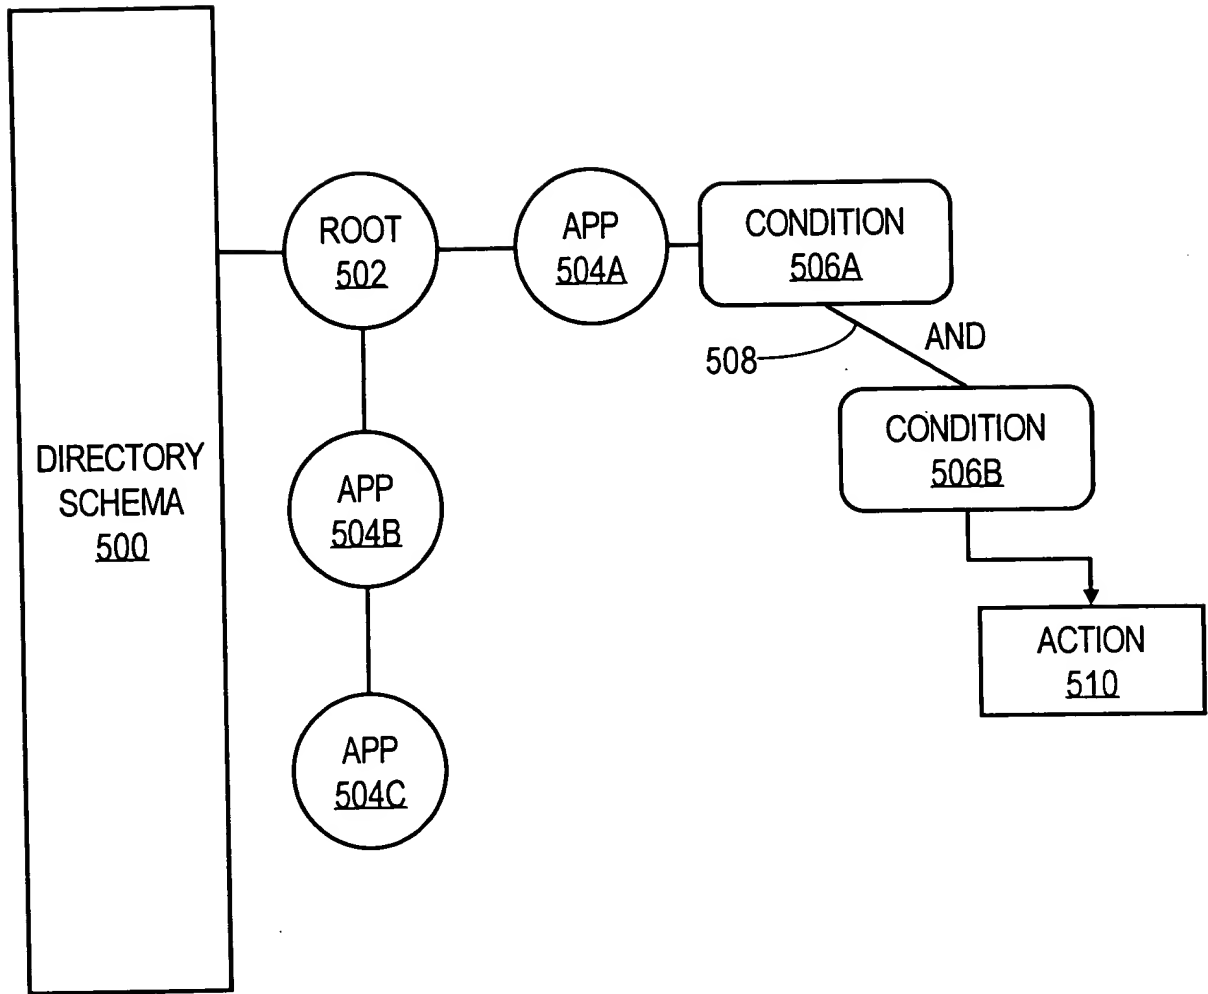 DIRECTORY
SCHEMA
500
ROOT
502
APP
504A
CONDITION
506A
508
AND
CONDITION
506B
APP
504B
ACTION
510
APP
504C